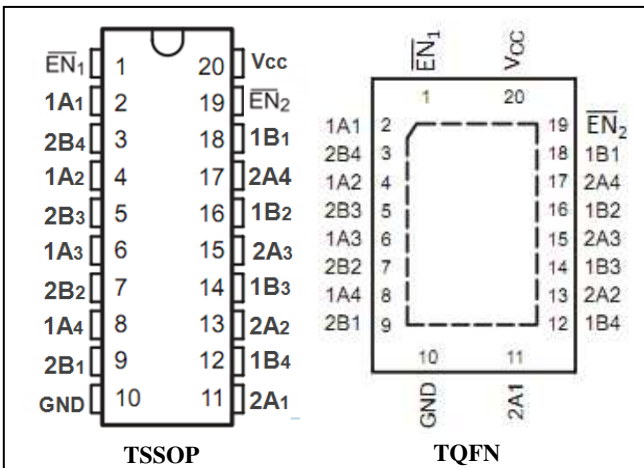 E̅N̅₁ 1 20 Vcc
1A₁ 2 19 E̅N̅₂
2B₄ 3 18 1B₁
1A₂ 4 17 2A₄
2B₃ 5 16 1B₂
1A₃ 6 15 2A₃
2B₂ 7 14 1B₃
1A₄ 8 13 2A₂
2B₁ 9 12 1B₄
GND 10 11 2A₁
TSSOP
E̅N̅₁ VCC
1 20
1A1 2 19 E̅N̅₂
2B4 3 18 1B1
1A2 4 17 2A4
2B3 5 16 1B2
1A3 6 15 2A3
2B2 7 14 1B3
1A4 8 13 2A2
2B1 9 12 1B4
10 11
GND 2A1
TQFN